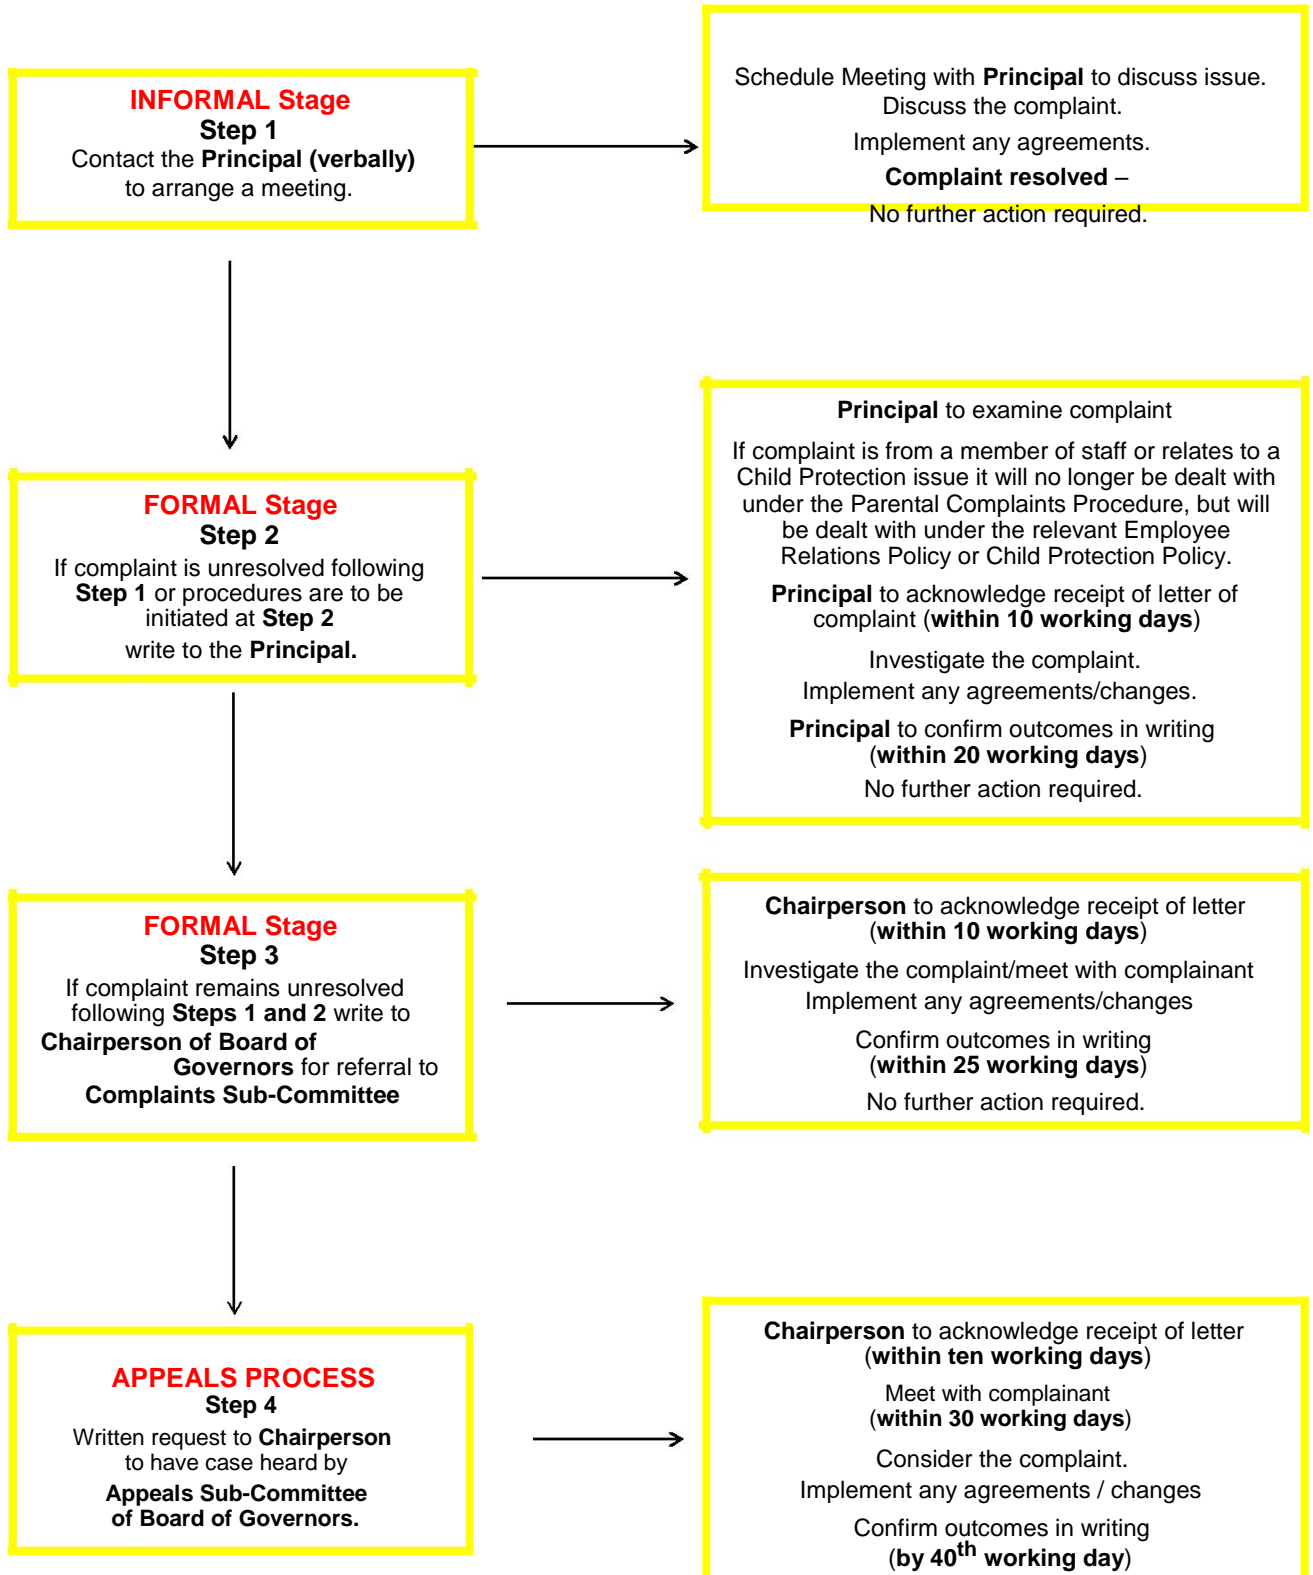 INFORMAL Stage
Step 1
Contact the Principal (verbally)
to arrange a meeting.
Schedule Meeting with Principal to discuss issue.
Discuss the complaint.
Implement any agreements.
Complaint resolved –
No further action required.
FORMAL Stage
Step 2
If complaint is unresolved following
Step 1 or procedures are to be
initiated at Step 2
write to the Principal.
Principal to examine complaint
If complaint is from a member of staff or relates to a
Child Protection issue it will no longer be dealt with
under the Parental Complaints Procedure, but will
be dealt with under the relevant Employee
Relations Policy or Child Protection Policy.
Principal to acknowledge receipt of letter of
complaint (within 10 working days)
Investigate the complaint.
Implement any agreements/changes.
Principal to confirm outcomes in writing
(within 20 working days)
No further action required.
FORMAL Stage
Step 3
If complaint remains unresolved
following Steps 1 and 2 write to
Chairperson of Board of
Governors for referral to
Complaints Sub-Committee
Chairperson to acknowledge receipt of letter
(within 10 working days)
Investigate the complaint/meet with complainant
Implement any agreements/changes
Confirm outcomes in writing
(within 25 working days)
No further action required.
APPEALS PROCESS
Step 4
Written request to Chairperson
to have case heard by
Appeals Sub-Committee
of Board of Governors.
Chairperson to acknowledge receipt of letter
(within ten working days)
Meet with complainant
(within 30 working days)
Consider the complaint.
Implement any agreements / changes
Confirm outcomes in writing
(by 40th working day)